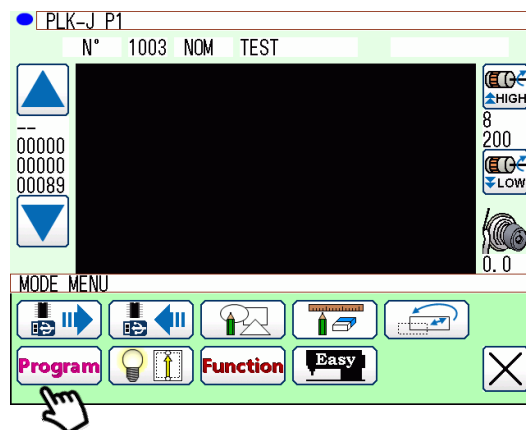 PLK-J P1
N° 1003 NOM TEST
HIGH
8
200
--
00000
00000
00089
LOW
0.0
MODE MENU
Program
Function
Easy